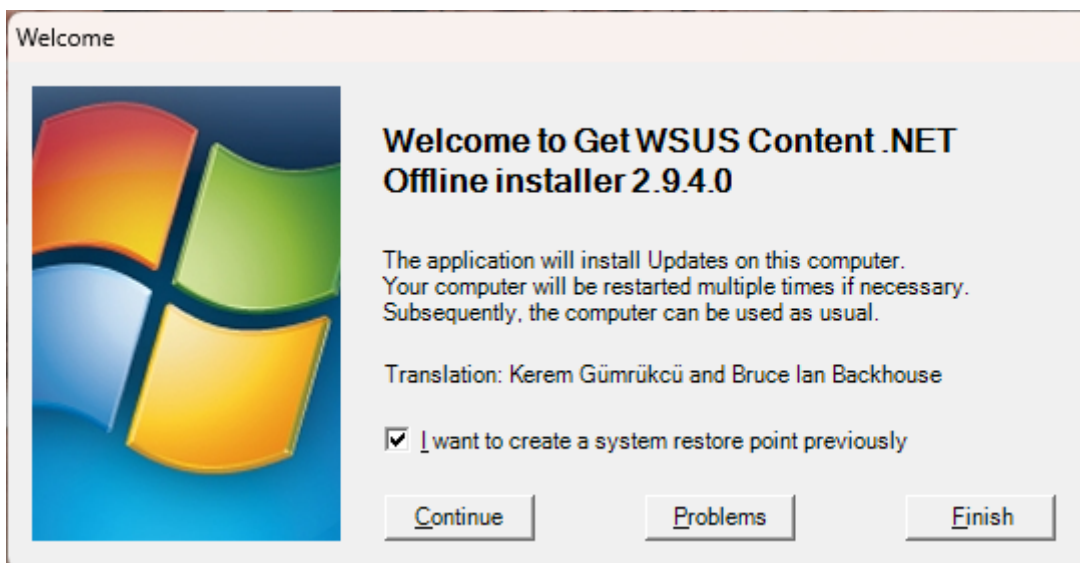 Welcome
Welcome to Get WSUS Content .NET
Offline installer 2.9.4.0
The application will install Updates on this computer.
Your computer will be restarted multiple times if necessary.
Subsequently, the computer can be used as usual.
Translation: Kerem Gümrükcü and Bruce Ian Backhouse
I want to create a system restore point previously
Continue
Problems
Finish